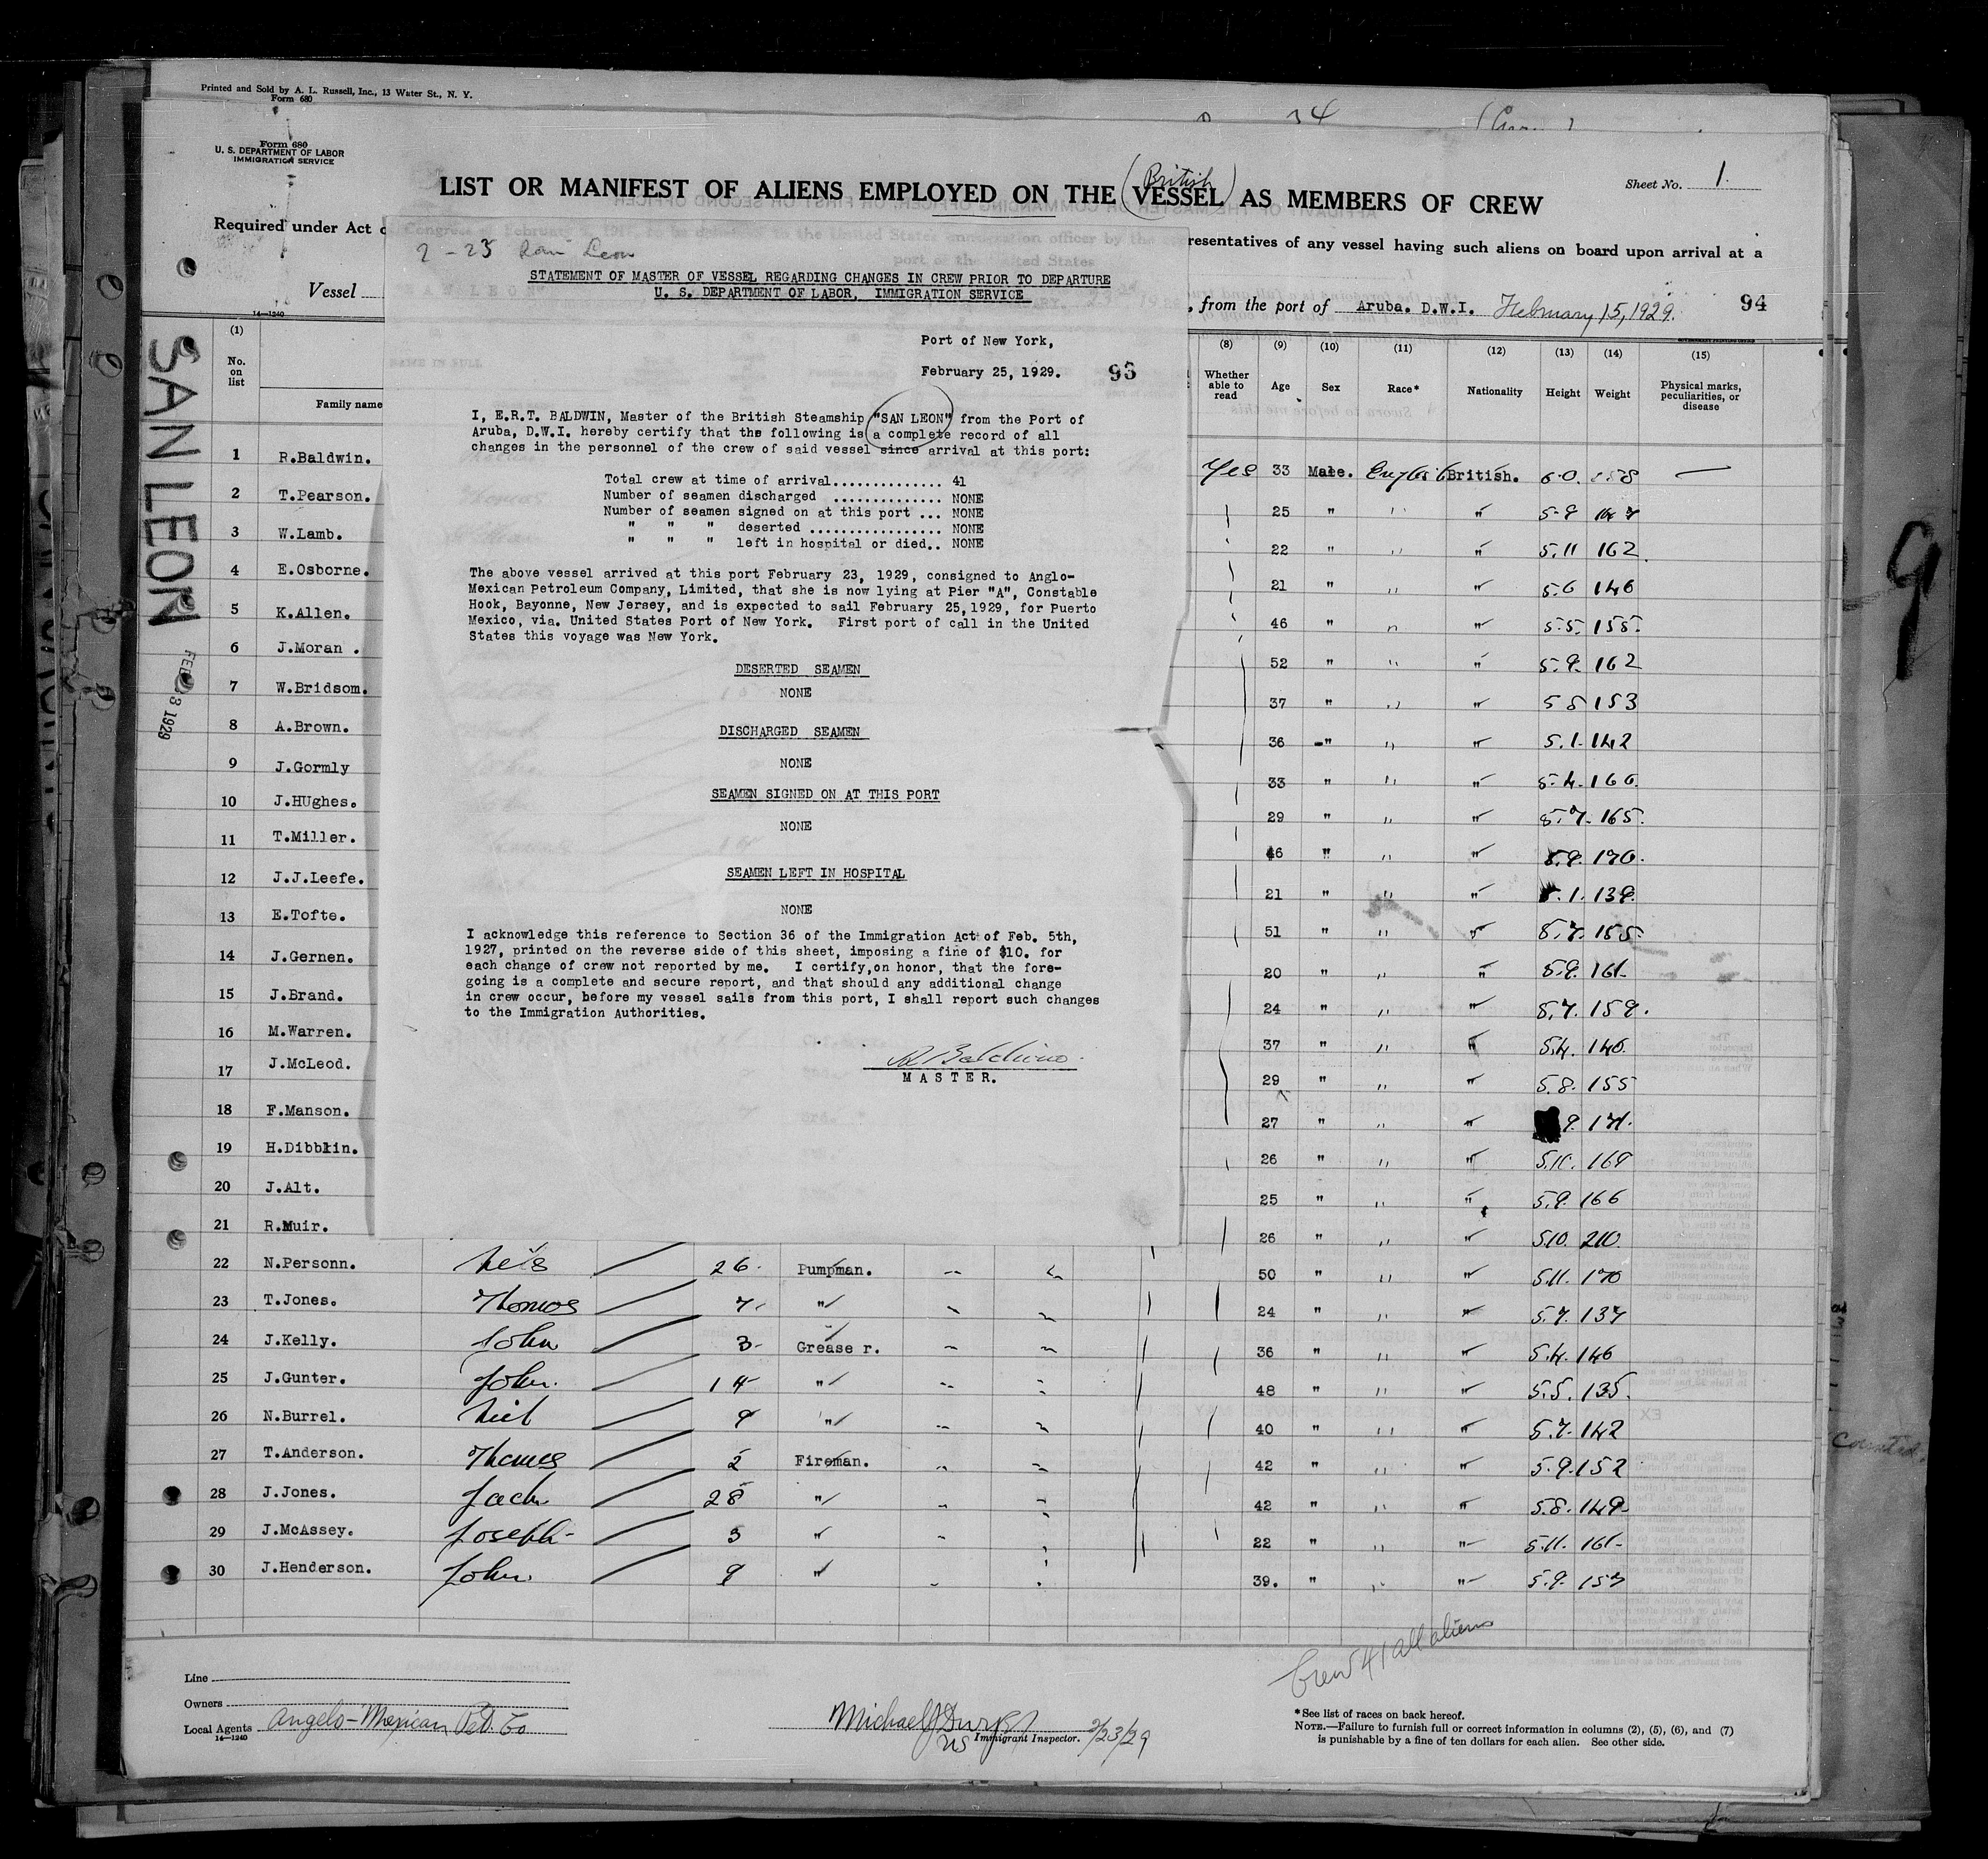 Printed and Sold by A. L. Russell, Inc., 13 Water St., N. Y.
Form 680
Form 680
U. S. DEPARTMENT OF LABOR
IMMIGRATION SERVICE
LIST OR MANIFEST OF ALIENS EMPLOYED ON THE (British) VESSEL AS MEMBERS OF CREW
Sheet No. 1.
Required under Act
resentatives of any vessel having such aliens on board upon arrival at a
Vessel
, from the port of Aruba. D.W.I. February 15, 1929. 94
14—1240
SAN LEON
2-23 San Leon
STATEMENT OF MASTER OF VESSEL REGARDING CHANGES IN CREW PRIOR TO DEPARTURE
U. S. DEPARTMENT OF LABOR, IMMIGRATION SERVICE
Port of New York,
February 25, 1929. 93
I, E.R.T. BALDWIN, Master of the British Steamship "SAN LEON" from the Port of
Aruba, D.W.I. hereby certify that the following is a complete record of all
changes in the personnel of the crew of said vessel since arrival at this port:
Total crew at time of arrival.............. 41
Number of seamen discharged .............. NONE
Number of seamen signed on at this port ... NONE
" " " deserted ................. NONE
" " " left in hospital or died.. NONE
The above vessel arrived at this port February 23, 1929, consigned to Anglo-
Mexican Petroleum Company, Limited, that she is now lying at Pier "A", Constable
Hook, Bayonne, New Jersey, and is expected to sail February 25,1929, for Puerto
Mexico, via. United States Port of New York. First port of call in the United
States this voyage was New York.
DESERTED SEAMEN
NONE
DISCHARGED SEAMEN
NONE
SEAMEN SIGNED ON AT THIS PORT
NONE
SEAMEN LEFT IN HOSPITAL
NONE
I acknowledge this reference to Section 36 of the Immigration Act of Feb. 5th,
1927, printed on the reverse side of this sheet, imposing a fine of $10. for
each change of crew not reported by me. I certify,on honor, that the fore-
going is a complete and secure report, and that should any additional change
in crew occur, before my vessel sails from this port, I shall report such changes
to the Immigration Authorities.
R Baldwin.
MASTER.
(1) (8) (9) (10) (11) (12) (13) (14) (15)
No. on list Family name Whether able to read Age Sex Race* Nationality Height Weight Physical marks, peculiarities, or disease
1 R.Baldwin. Yes 33 Male. English British. 6.0. 158 —
2 T.Pearson. 25 " " " 5.9
3 W.Lamb. 22 " " " 5.11 162.
4 E.Osborne. 21 " " " 5.6 146
5 K.Allen. 46 " " " 5.5. 155.
6 J.Moran . 52 " " " 5.9. 162
7 W.Bridsom. 37 " " " 5 8 153
8 A.Brown. 36 " " " 5.1. 142
9 J.Gormly 33 " " " 5.4. 160.
10 J.HUghes. 29 " " " 5.7. 165.
11 T.Miller. 46 " " " 5.9. 170.
12 J.J.Leefe. 21 " " " 5.1. 139.
13 E.Tofte. 51 " " " 5.7. 155.
14 J.Gernen. 20 " " " 5.9. 161.
15 J.Brand. 24 " " " 5.7. 159.
16 M.Warren. 37 " " " 5.4. 146.
17 J.McLeod. 29 " " " 5.8. 155
18 F.Manson. 27 " " " 9. 171.
19 H.Dibbkin. 26 " " " 5.10. 169
20 J.Alt. 25 " " " 5.9. 166
21 R.Muir. 26 " " " 5.10. 210.
22 N.Personn. Nels 26. Pumpman. 50 " " " 5.11. 170
23 T.Jones. Thomas 7. " 24 " " " 5.7. 137
24 J.Kelly. John 3- Greaser. 36 " " " 5.4. 146
25 J.Gunter. John. 14 " 48 " " " 5.5. 135.
26 N.Burrel. Neil 9 " 40 " " " 5.7. 142
27 T.Anderson. Thomas 2 Fireman. 42 " " " 5.9. 152
28 J.Jones. Jack 28 " 42 " " " 5.8. 149-
29 J.McAssey. Joseph- 3 " 22 " " " 5.11. 161-
30 J.Henderson. John. 9 " 39. " " " 5.9. 157
Crew 41 all aliens
Line
Owners
Local Agents Angelo-Mexican Pet. Co
14—1240
Michael J
US Immigrant Inspector. 2/23/29
*See list of races on back hereof.
NOTE.—Failure to furnish full or correct information in columns (2), (5), (6), and (7)
is punishable by a fine of ten dollars for each alien. See other side.
9
Counted.